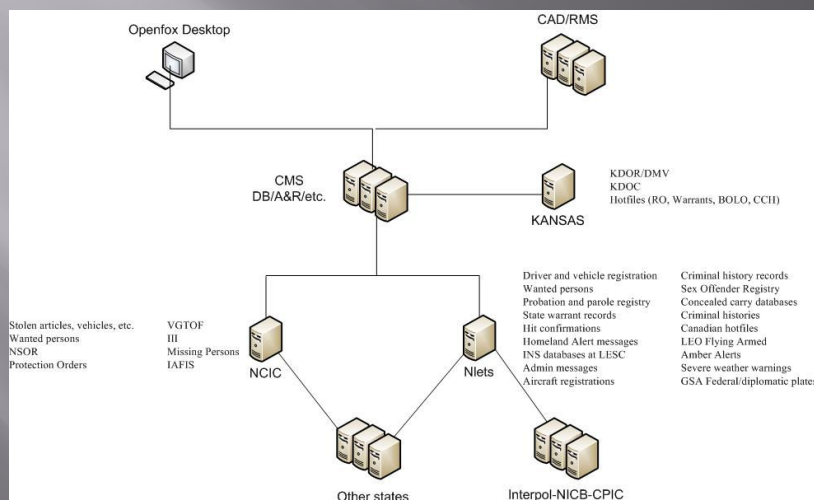 Openfox Desktop
CAD/RMS
CMS
DB/A&R/etc.
KANSAS
KDOR/DMV
KDOC
Hotfiles (RO, Warrants, BOLO, CCH)
Stolen articles, vehicles, etc.
Wanted persons
NSOR
Protection Orders
VGTOF
III
Missing Persons
IAFIS
NCIC
Nlets
Driver and vehicle registration
Wanted persons
Probation and parole registry
State warrant records
Hit confirmations
Homeland Alert messages
INS databases at LESC
Admin messages
Aircraft registrations
Criminal history records
Sex Offender Registry
Concealed carry databases
Criminal histories
Canadian hotfiles
LEO Flying Armed
Amber Alerts
Severe weather warnings
GSA Federal/diplomatic plates
Other states
Interpol-NICB-CPIC